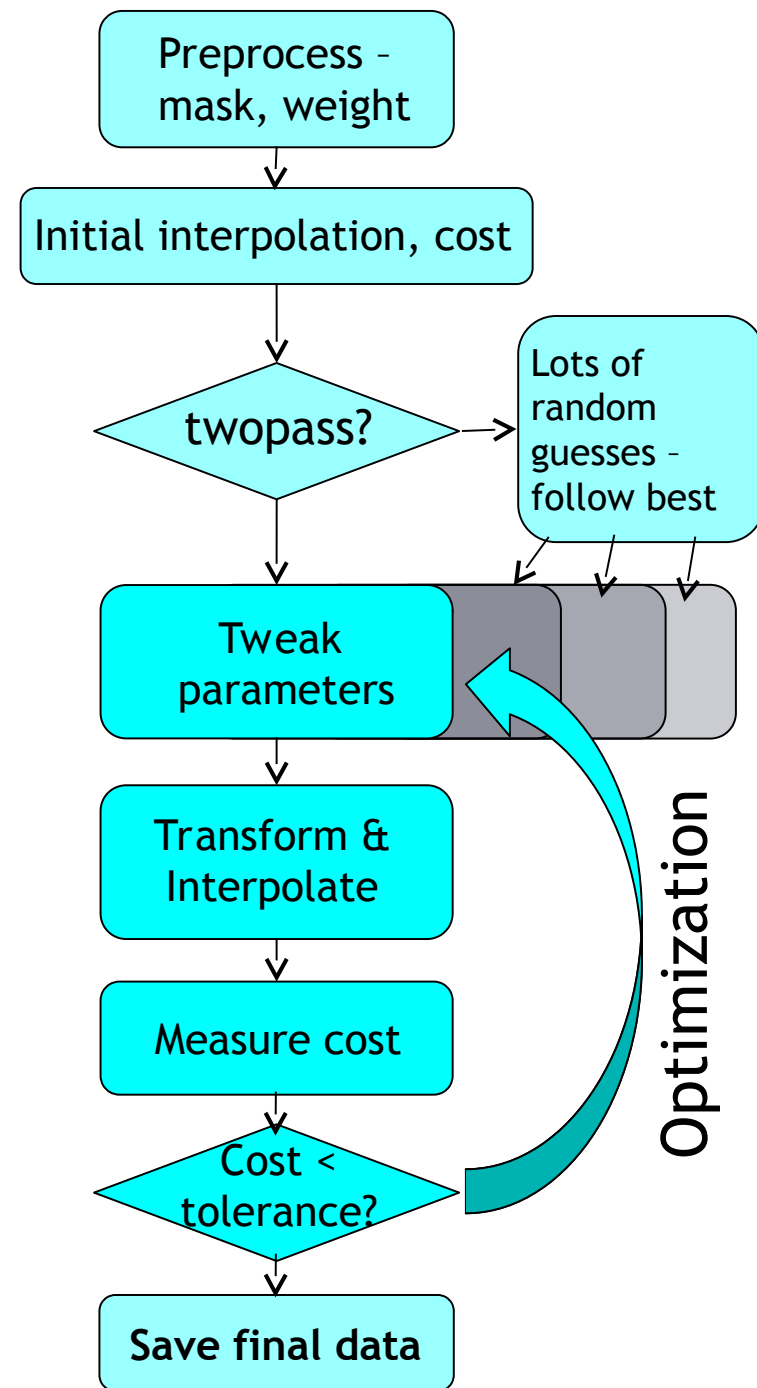 Preprocess –
mask, weight
Initial interpolation, cost
twopass?
Lots of
random
guesses –
follow best
Tweak
parameters
Transform &
Interpolate
Measure cost
Optimization
Cost <
tolerance?
Save final data